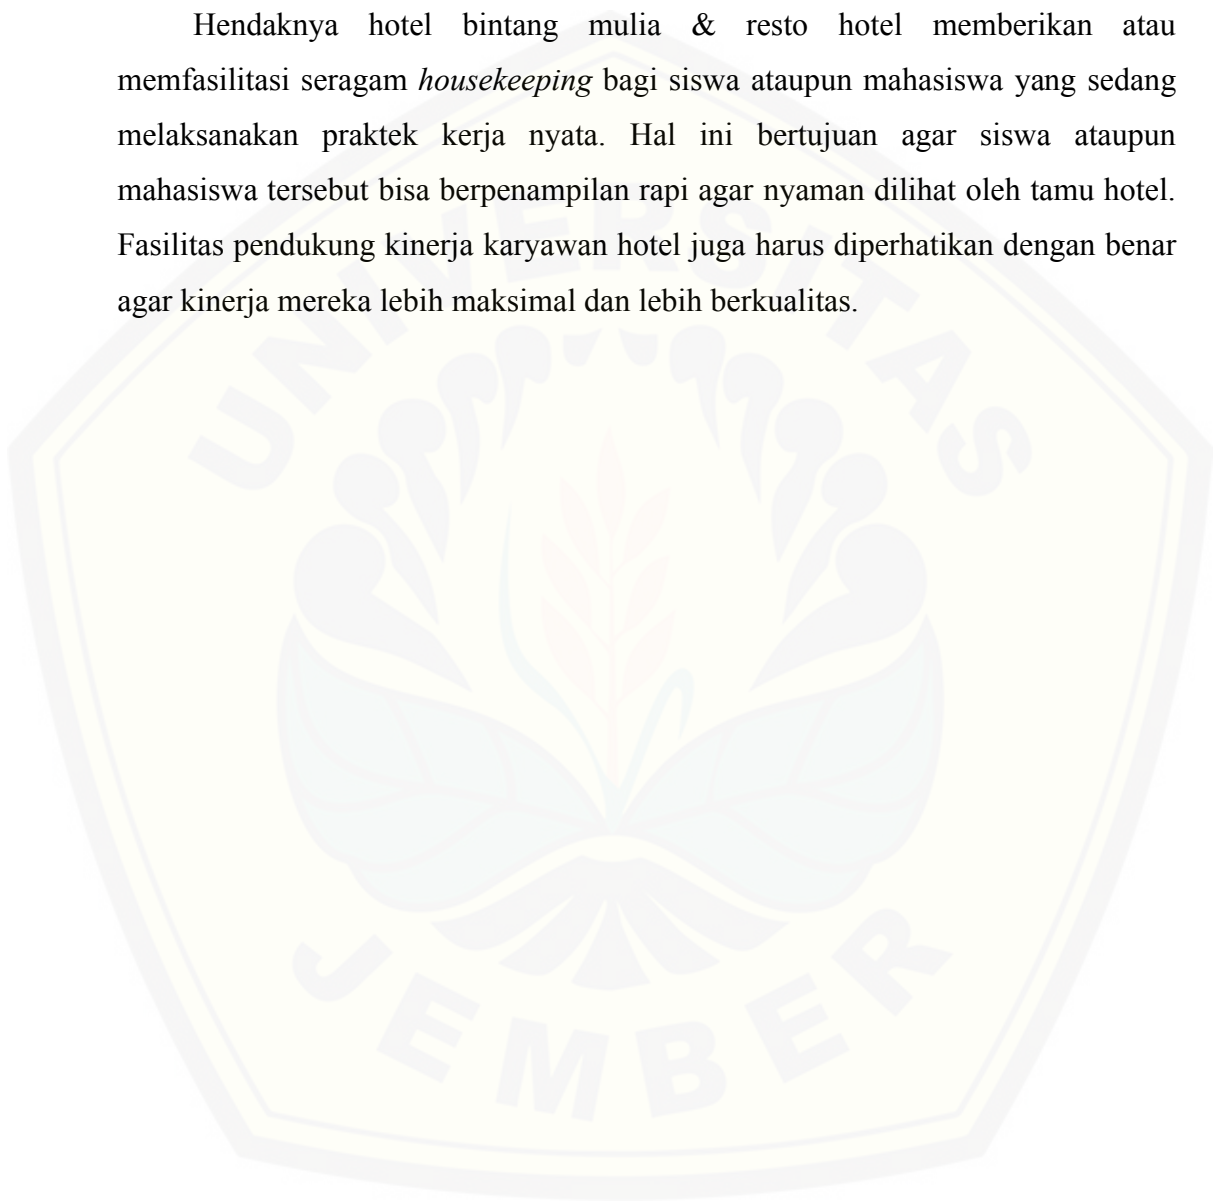 Hendaknya hotel bintang mulia & resto hotel memberikan atau
memfasilitasi seragam housekeeping bagi siswa ataupun mahasiswa yang sedang
melaksanakan praktek kerja nyata. Hal ini bertujuan agar siswa ataupun
mahasiswa tersebut bisa berpenampilan rapi agar nyaman dilihat oleh tamu hotel.
Fasilitas pendukung kinerja karyawan hotel juga harus diperhatikan dengan benar
agar kinerja mereka lebih maksimal dan lebih berkualitas.
UNIVERSITAS
JEMBER